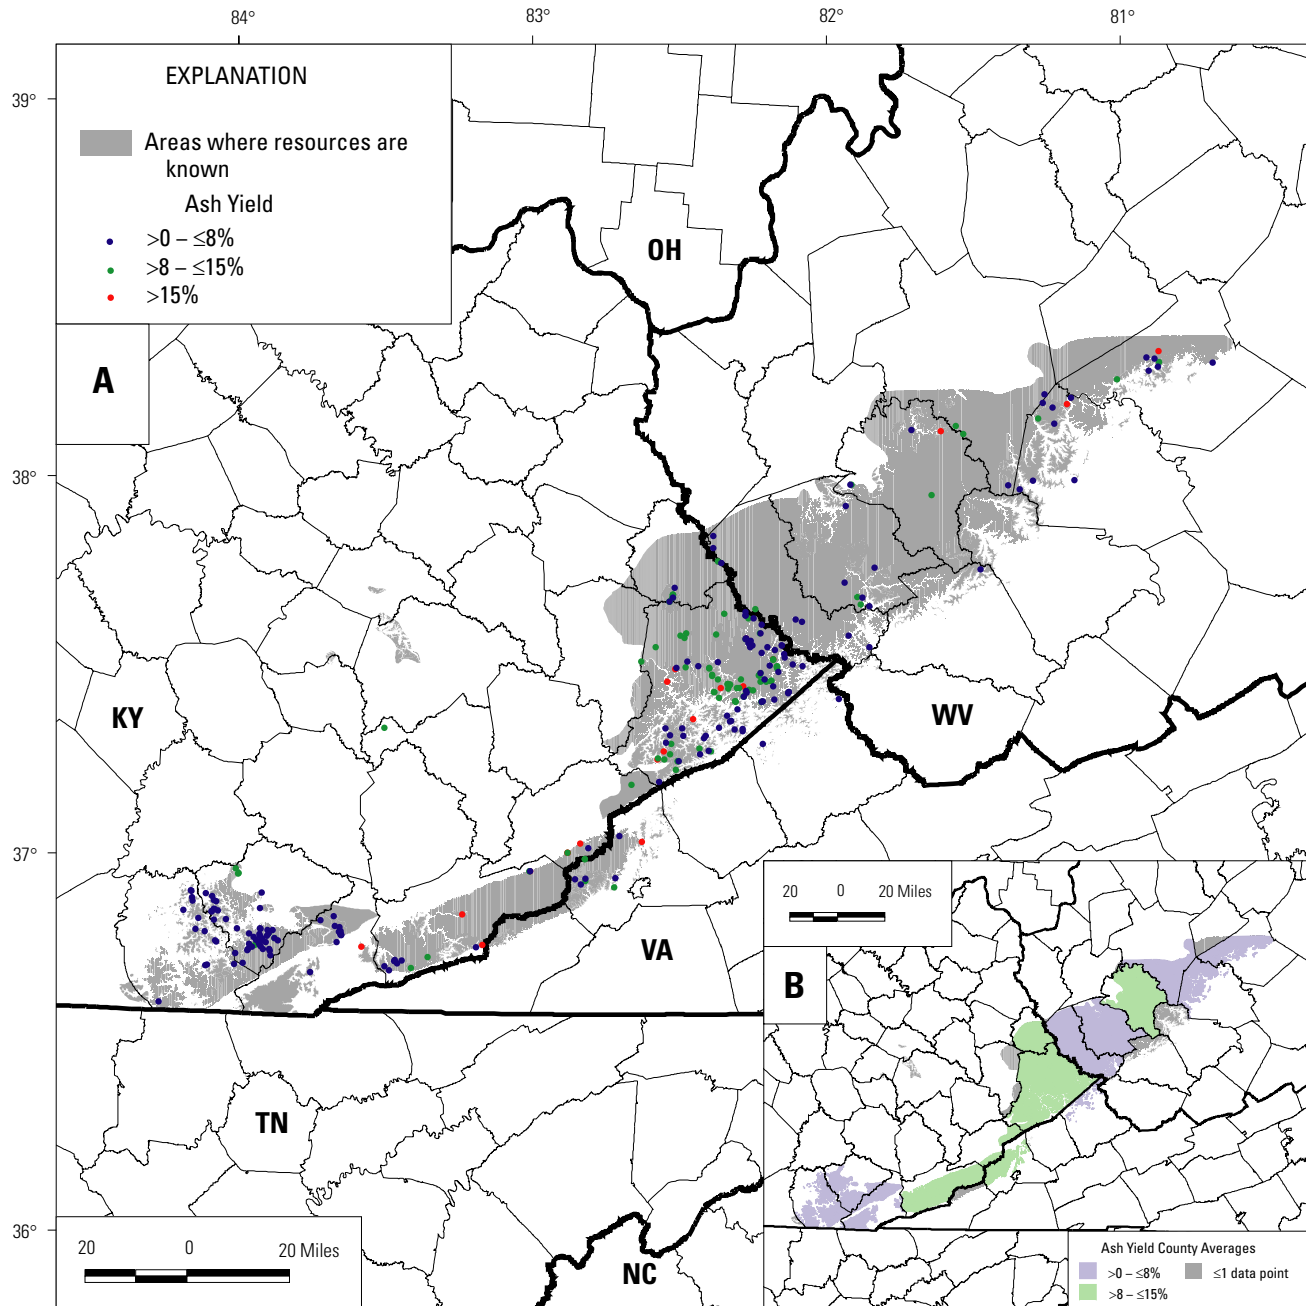 84°
83°
82°
81°
39°
38°
37°
36°
EXPLANATION
Areas where resources are
known
Ash Yield
>0 – ≤8%
>8 – ≤15%
>15%
A
OH
KY
WV
VA
TN
NC
20 0 20 Miles
20 0 20 Miles
B
Ash Yield County Averages
>0 – ≤8%
≤1 data point
>8 – ≤15%